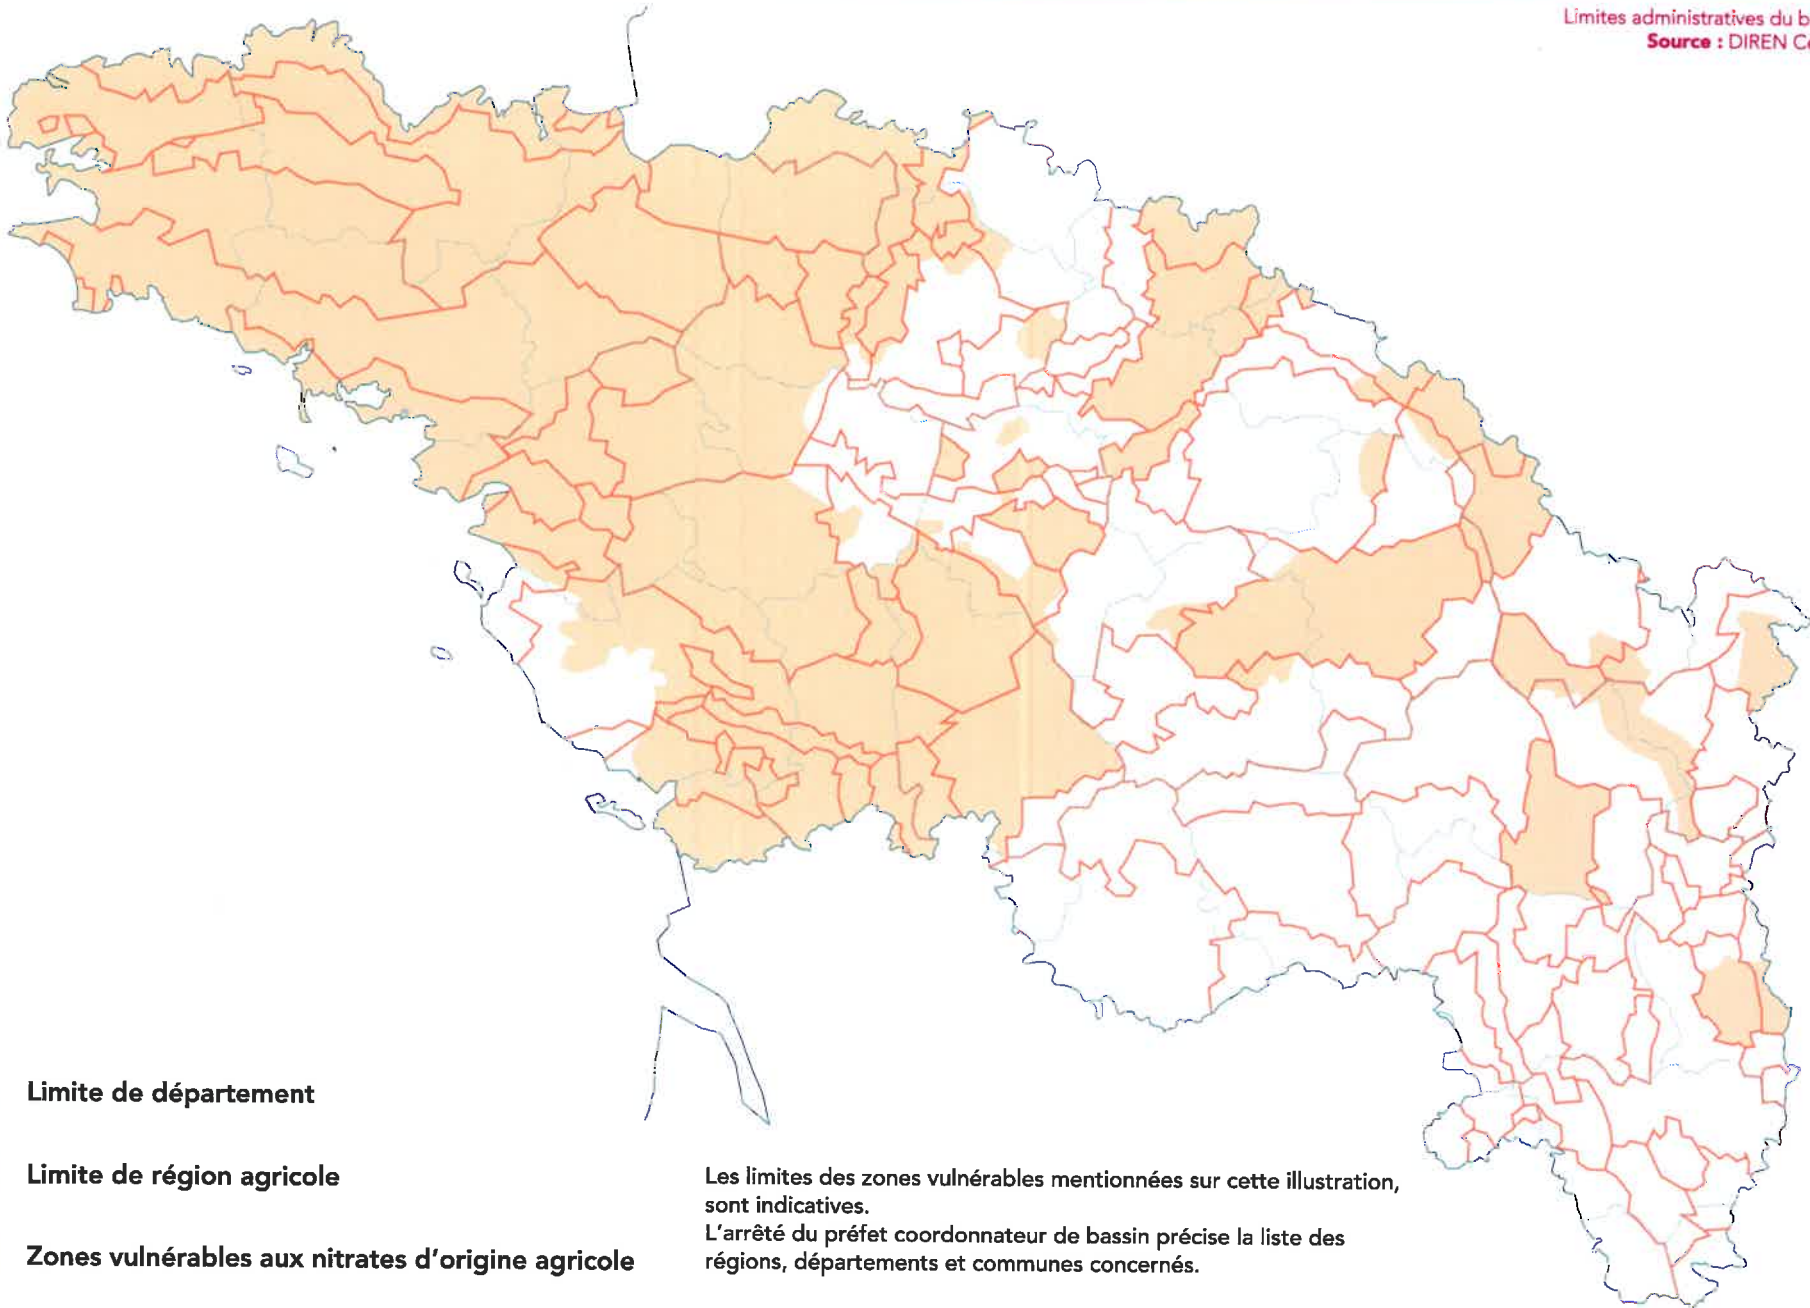 Limites administratives du b
Source : DIREN Ce
Limite de département
Limite de région agricole
Zones vulnérables aux nitrates d'origine agricole
Les limites des zones vulnérables mentionnées sur cette illustration,
sont indicatives.
L'arrêté du préfet coordonnateur de bassin précise la liste des
régions, départements et communes concernés.